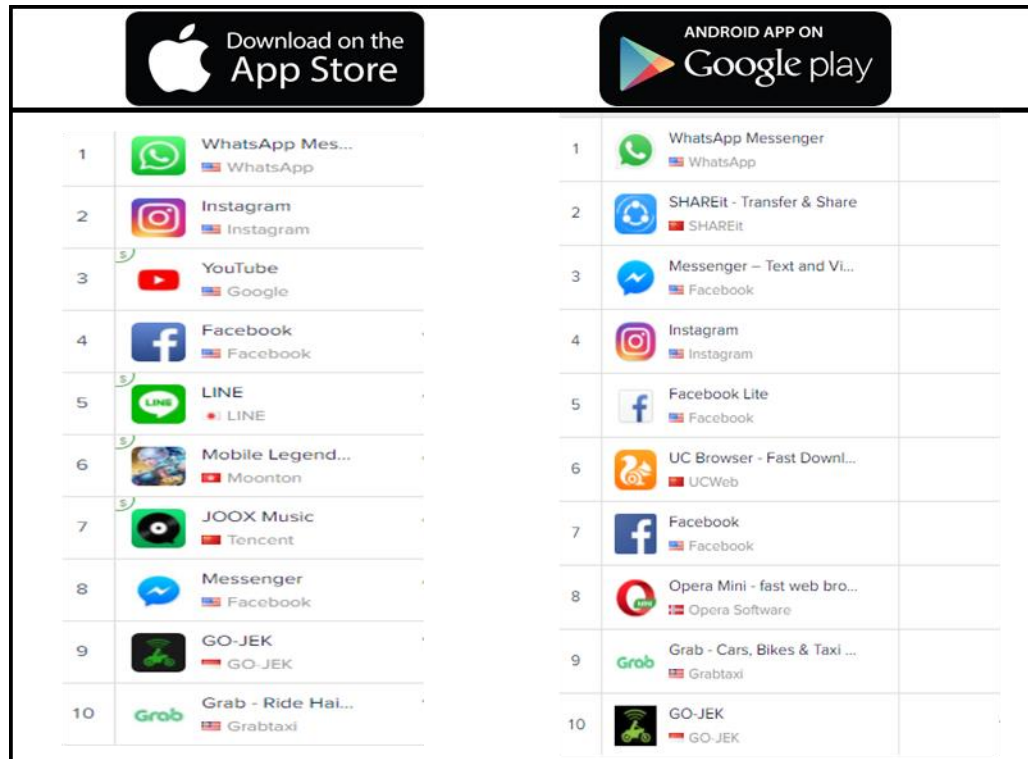 Download on the
App Store
ANDROID APP ON
Google play
1
WhatsApp Mes...
WhatsApp
2
Instagram
Instagram
3
$
YouTube
Google
4
Facebook
Facebook
5
$
LINE
LINE
LINE
6
$
Mobile Legend...
Moonton
7
$
JOOX Music
Tencent
8
Messenger
Facebook
9
GO-JEK
GO-JEK
10
Grab
Grab - Ride Hai...
Grabtaxi
1
WhatsApp Messenger
WhatsApp
2
SHAREit - Transfer & Share
SHAREit
3
Messenger – Text and Vi...
Facebook
4
Instagram
Instagram
5
Facebook Lite
Facebook
6
UC Browser - Fast Downl...
UCWeb
7
Facebook
Facebook
8
MINI
Opera Mini - fast web bro...
Opera Software
9
Grab
Grab - Cars, Bikes & Taxi ...
Grabtaxi
10
GO-JEK
GO-JEK